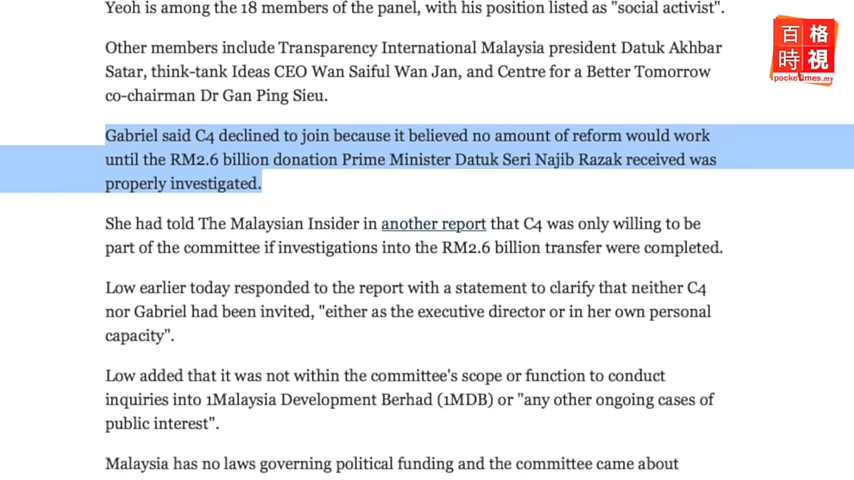 Yeoh is among the 18 members of the panel, with his position listed as "social activist".
Other members include Transparency International Malaysia president Datuk Akhbar
Satar, think-tank Ideas CEO Wan Saiful Wan Jan, and Centre for a Better Tomorrow
co-chairman Dr Gan Ping Sieu.
Gabriel said C4 declined to join because it believed no amount of reform would work
until the RM2.6 billion donation Prime Minister Datuk Seri Najib Razak received was
properly investigated.
She had told The Malaysian Insider in another report that C4 was only willing to be
part of the committee if investigations into the RM2.6 billion transfer were completed.
Low earlier today responded to the report with a statement to clarify that neither C4
nor Gabriel had been invited, "either as the executive director or in her own personal
capacity".
Low added that it was not within the committee's scope or function to conduct
inquiries into 1Malaysia Development Berhad (1MDB) or "any other ongoing cases of
public interest".
Malaysia has no laws governing political funding and the committee came about
百格
時視
pocketimes.my